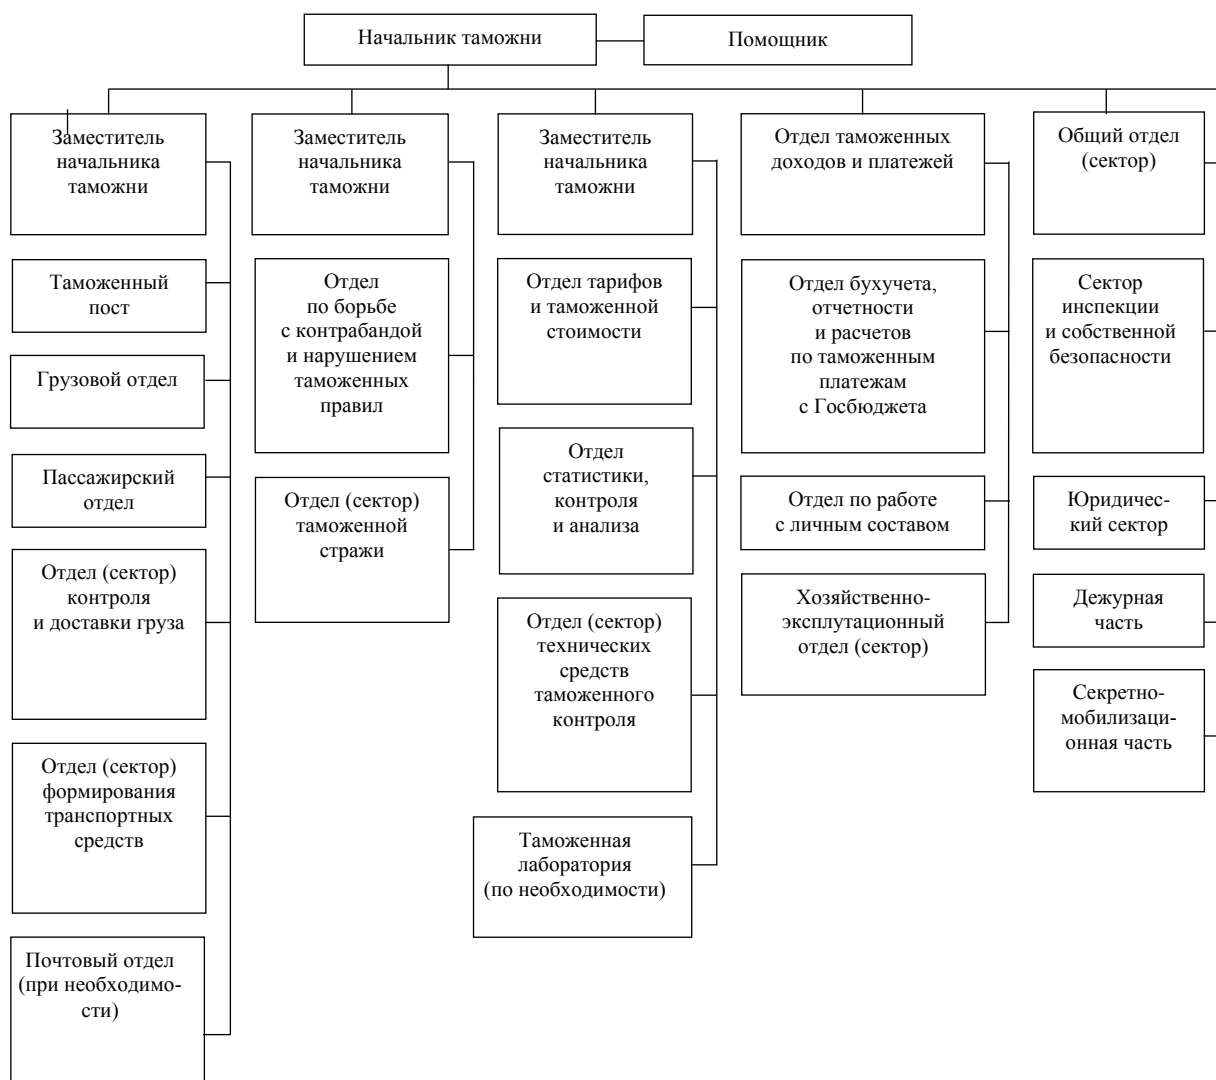 Начальник таможни
Помощник
Заместитель
начальника
таможни
Таможенный
пост
Грузовой отдел
Пассажирский
отдел
Отдел (сектор)
контроля
и доставки груза
Отдел (сектор)
формирования
транспортных
средств
Почтовый отдел
(при необходимо-
сти)
Заместитель
начальника
таможни
Отдел
по борьбе
с контрабандой
и нарушением
таможенных
правил
Отдел (сектор)
таможенной
стражи
Заместитель
начальника
таможни
Отдел тарифов
и таможенной
стоимости
Отдел
статистики,
контроля
и анализа
Отдел (сектор)
технических
средств
таможенного
контроля
Таможенная
лаборатория
(по необходимости)
Отдел таможенных
доходов и платежей
Отдел бухучета,
отчетности
и расчетов
по таможенным
платежам
с Госбюджета
Отдел по работе
с личным составом
Хозяйственно-
эксплутационный
отдел (сектор)
Общий отдел
(сектор)
Сектор
инспекции
и собственной
безопасности
Юридичес-
кий сектор
Дежурная
часть
Секретно-
мобилизаци-
онная часть